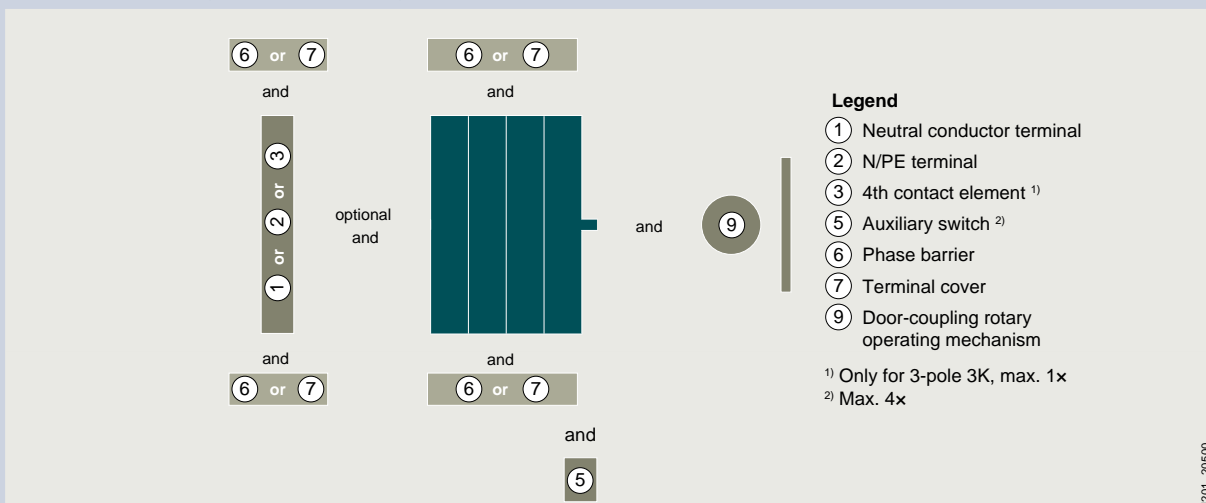 6 or 7
6 or 7
and
and
1 or 2 or 3
optional
and
and
9
and
and
6 or 7
6 or 7
and
5
Legend
1 Neutral conductor terminal
2 N/PE terminal
3 4th contact element 1)
5 Auxiliary switch 2)
6 Phase barrier
7 Terminal cover
9 Door-coupling rotary
operating mechanism
1) Only for 3-pole 3K, max. 1×
2) Max. 4×